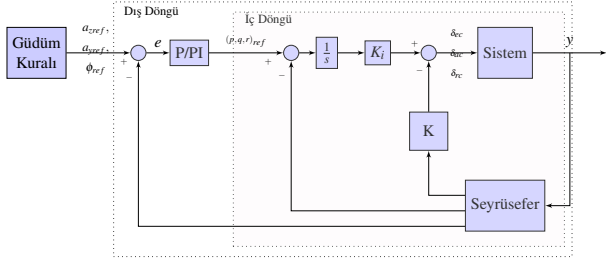 Dış Döngü
İç Döngü
Güdüm
Kuralı
a_zref,
a_yref,
ϕ_ref
+
−
e
P/PI
(p,q,r)_ref
+
−
1/s
K_i
+
−
δ_ec
δ_ac
δ_rc
Sistem
y
K
Seyrüsefer